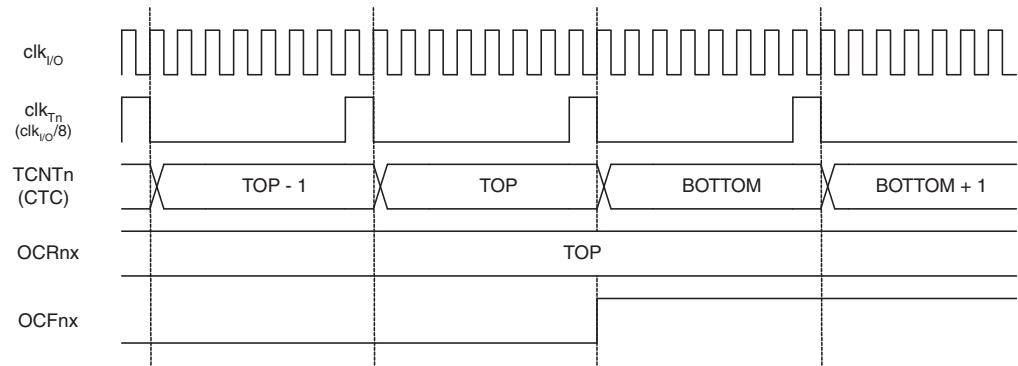 clkI/O
clkTn
(clkI/O/8)
TCNTn
(CTC)
TOP - 1
TOP
BOTTOM
BOTTOM + 1
OCRnx
TOP
OCFnx